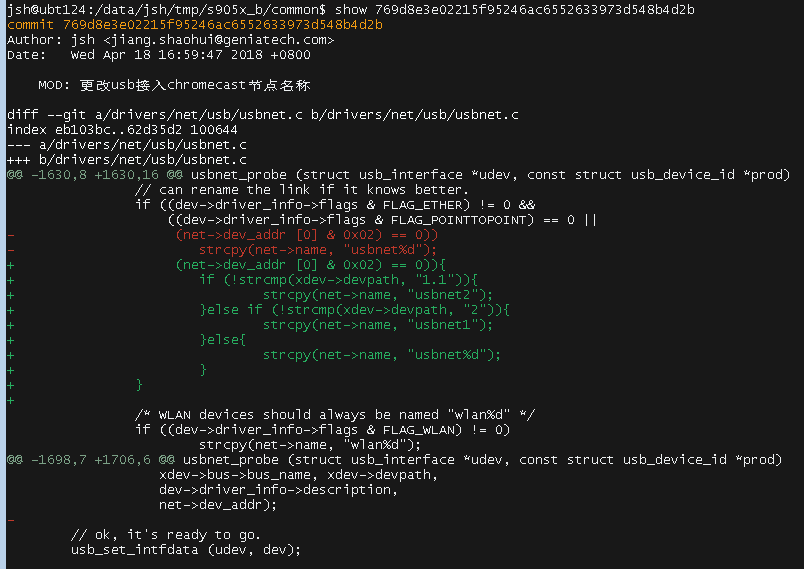 jsh@ubt124:/data/jsh/tmp/s905x_b/common$ show 769d8e3e02215f95246ac6552633973d548b4d2b
commit 769d8e3e02215f95246ac6552633973d548b4d2b
Author: jsh <jiang.shaohui@geniatech.com>
Date:   Wed Apr 18 16:59:47 2018 +0800

    MOD: 更改usb接入chromecast节点名称

diff --git a/drivers/net/usb/usbnet.c b/drivers/net/usb/usbnet.c
index eb103bc..62d35d2 100644
--- a/drivers/net/usb/usbnet.c
+++ b/drivers/net/usb/usbnet.c
@@ -1630,8 +1630,16 @@ usbnet_probe (struct usb_interface *udev, const struct usb_device_id *prod)
                // can rename the link if it knows better.
                if ((dev->driver_info->flags & FLAG_ETHER) != 0 &&
                    ((dev->driver_info->flags & FLAG_POINTTOPOINT) == 0 ||
-                    (net->dev_addr [0] & 0x02) == 0))
-                       strcpy(net->name, "usbnet%d");
+                    (net->dev_addr [0] & 0x02) == 0)){
+                       if (!strcmp(xdev->devpath, "1.1")){
+                               strcpy(net->name, "usbnet2");
+                       }else if (!strcmp(xdev->devpath, "2")){
+                               strcpy(net->name, "usbnet1");
+                       }else{
+                               strcpy(net->name, "usbnet%d");
+                       }
+               }
+
                /* WLAN devices should always be named "wlan%d" */
                if ((dev->driver_info->flags & FLAG_WLAN) != 0)
                        strcpy(net->name, "wlan%d");
@@ -1698,7 +1706,6 @@ usbnet_probe (struct usb_interface *udev, const struct usb_device_id *prod)
                   xdev->bus->bus_name, xdev->devpath,
                   dev->driver_info->description,
                   net->dev_addr);
-
        // ok, it's ready to go.
        usb_set_intfdata (udev, dev);